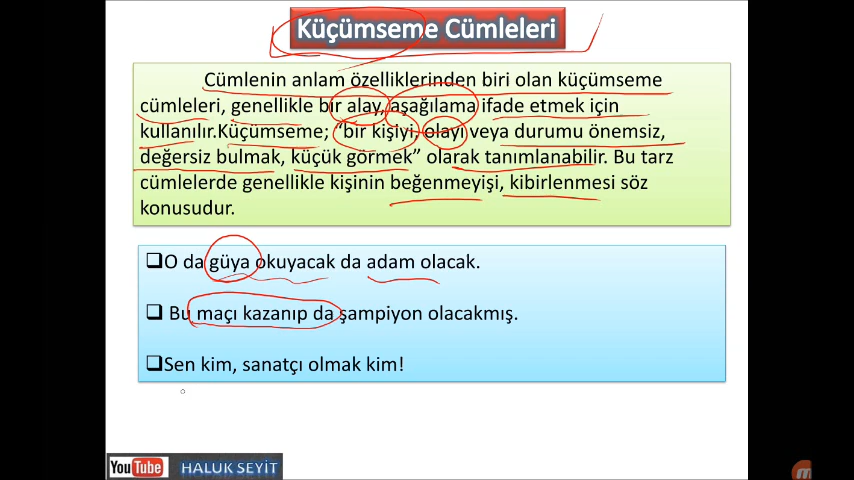 Küçümseme Cümleleri
Cümlenin anlam özelliklerinden biri olan küçümseme
cümleleri, genellikle bir alay, aşağılama ifade etmek için
kullanılır.Küçümseme; “bir kişiyi, olayı veya durumu önemsiz,
değersiz bulmak, küçük görmek” olarak tanımlanabilir. Bu tarz
cümlelerde genellikle kişinin beğenmeyişi, kibirlenmesi söz
konusudur.
O da güya okuyacak da adam olacak.
Bu maçı kazanıp da şampiyon olacakmış.
Sen kim, sanatçı olmak kim!
YouTube HALUK SEYİT